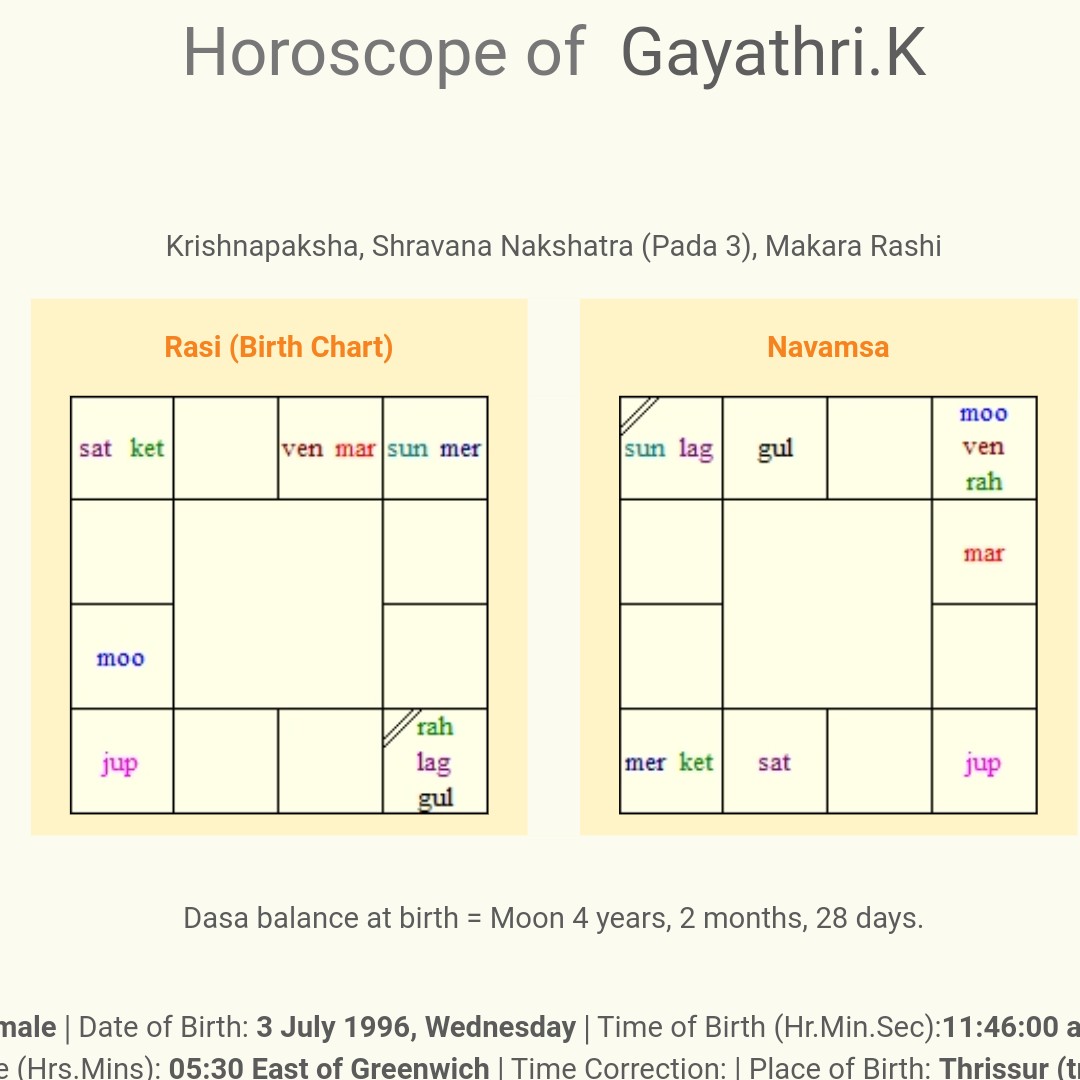 Horoscope of Gayathri.K
Krishnapaksha, Shravana Nakshatra (Pada 3), Makara Rashi
Rasi (Birth Chart)
sat ket
ven mar
sun mer
moo
jup
rah
lag
gul
Navamsa
sun lag
gul
moo
ven
rah
mar
mer ket
sat
jup
Dasa balance at birth = Moon 4 years, 2 months, 28 days.
male | Date of Birth: 3 July 1996, Wednesday | Time of Birth (Hr.Min.Sec):11:46:00 a
e (Hrs.Mins): 05:30 East of Greenwich | Time Correction: | Place of Birth: Thrissur (t